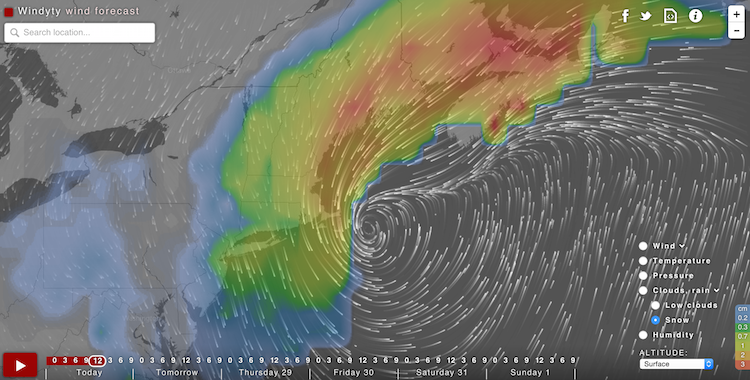 Windyty wind forecast
Search location...
+
-
Wind
Temperature
Pressure
Clouds, rain
Low clouds
Snow
Humidity
ALTITUDE:
Surface
cm
0.2
0.3
0.7
1
2
3
0 3 6 9 12 3 6 9 0 3 6 9 12 3 6 9 0 3 6 9 12 3 6 9 0 3 6 9 12 3 6 9 0 3 6 9 12 3 6 9 0 3 6 9 12 3 6 9
Today Tomorrow Thursday 29 Friday 30 Saturday 31 Sunday 1